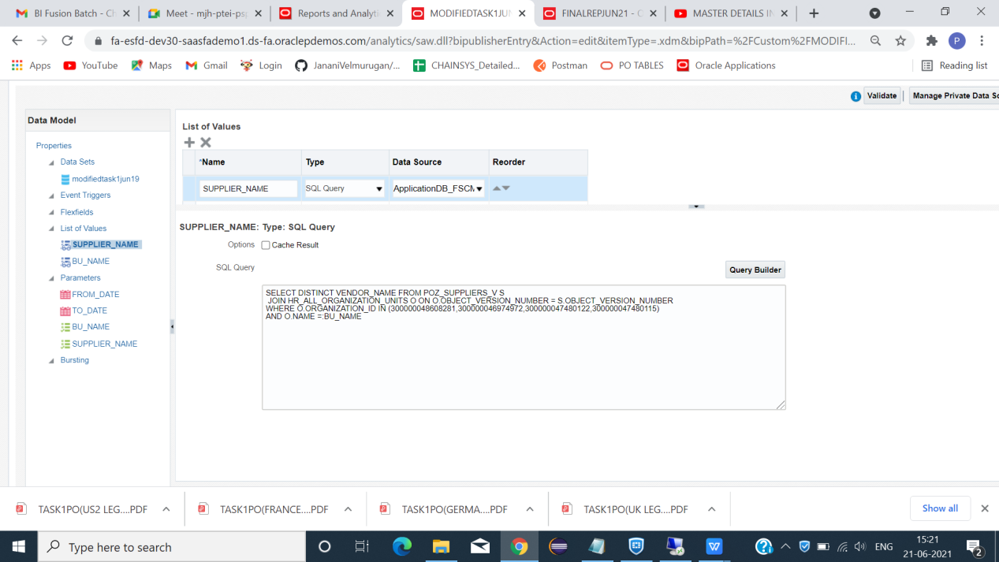 BI Fusion Batch - Ch
Meet - mjh-ptei-psp
Reports and Analyti
MODIFIEDTASK1JUN
FINALREPJUN21 - O
MASTER DETAILS IN
fa-esfd-dev30-saasfademo1.ds-fa.oraclepdemos.com/analytics/saw.dll?bipublisherEntry&Action=edit&itemType=.xdm&bipPath=%2FCustom%2FMODIFI...
P
Apps
YouTube
Maps
Gmail
Login
JananiVelmurugan/...
CHAINSYS_Detailed...
Postman
PO TABLES
Oracle Applications
Reading list
Validate
Manage Private Data So
Data Model
Properties
Data Sets
modifiedtask1jun19
Event Triggers
Flexfields
List of Values
SUPPLIER_NAME
BU_NAME
Parameters
FROM_DATE
TO_DATE
BU_NAME
SUPPLIER_NAME
Bursting
List of Values
*Name Type Data Source Reorder
SUPPLIER_NAME SQL Query ApplicationDB_FSCM
SUPPLIER_NAME: Type: SQL Query
Options Cache Result
SQL Query
Query Builder
SELECT DISTINCT VENDOR_NAME FROM POZ_SUPPLIERS_V S
JOIN HR_ALL_ORGANIZATION_UNITS O ON O.OBJECT_VERSION_NUMBER = S.OBJECT_VERSION_NUMBER
WHERE O.ORGANIZATION_ID IN (300000048608281,300000046974972,300000047480122,300000047480115)
AND O.NAME =:BU_NAME
TASK1PO(US2 LEG....PDF
TASK1PO(FRANCE....PDF
TASK1PO(GERMA....PDF
TASK1PO(UK LEG....PDF
Show all
Type here to search
W
ENG
15:21
21-06-2021
2